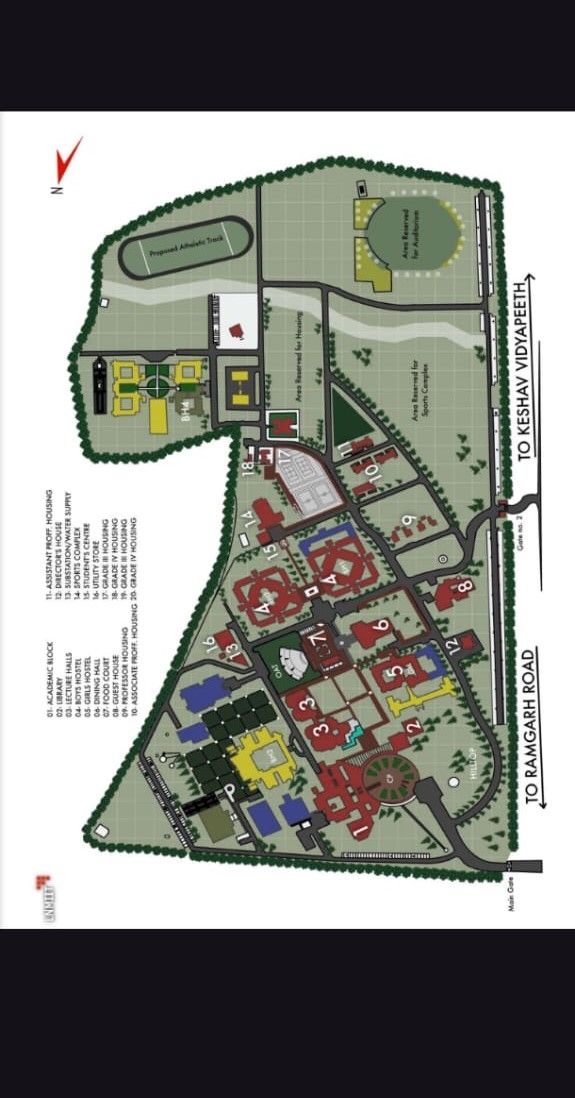 LNMIIT
01- ACADEMIC BLOCK
02- LIBRARY
03- LECTURE HALLS
04- BOYS HOSTEL
05- GIRLS HOSTEL
06- DINING HALL
07- FOOD COURT
08- GUEST HOUSE
09- PROFESSOR HOUSING
10- ASSOCIATE PROFF. HOUSING
11- ASSISTANT PROFF. HOUSING
12- DIRECTOR'S HOUSE
13- SUBSTATION/WATER SUPPLY
14- SPORTS COMPLEX
15- STUDENT'S CENTRE
16- UTILITY STORE
17- GRADE III HOUSING
18- GRADE IV HOUSING
19- GRADE III HOUSING
20- GRADE IV HOUSING
N
Proposed Athletic Track
Area Reserved
for Auditorium
Area Reserved for Housing
Area Reserved for
Sports Complex
BH4
18
17
11
10
14
15
9
4
4
8
16
13
OAT
7
6
12
5
3
3
2
BH3
1
CP
HILLTOP
Main Gate
Gate no. 2
TO RAMGARH ROAD
TO KESHAV VIDYAPEETH